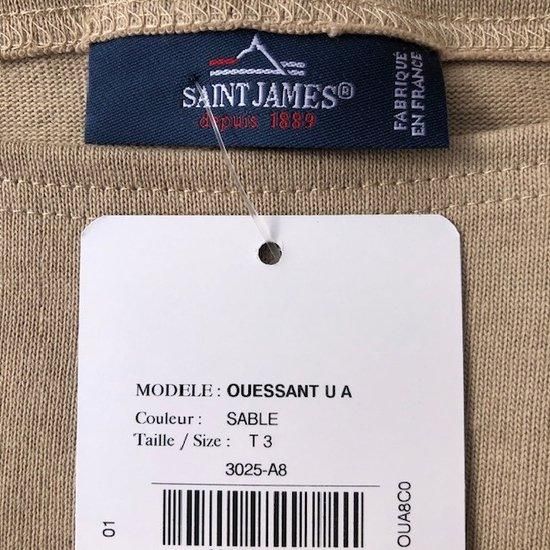 SAINT JAMES®
depuis 1889
FABRIQUÉ
EN FRANCE
MODELE : OUESSANT U A
Couleur : SABLE
Taille / Size : T 3
3025-A8
01
OUA8C0